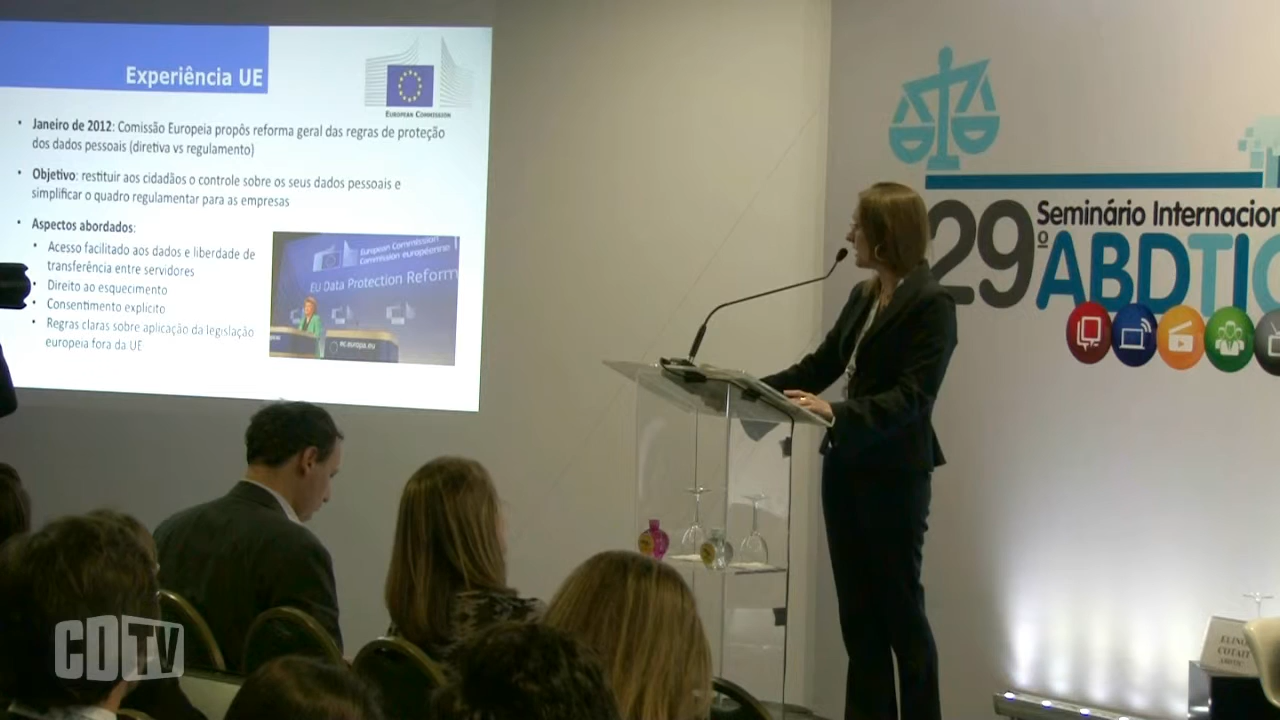 Experiência UE
EUROPEAN COMMISSION
• Janeiro de 2012: Comissão Europeia propôs reforma geral das regras de proteção
dos dados pessoais (diretiva vs regulamento)
• Objetivo: restituir aos cidadãos o controle sobre os seus dados pessoais e
simplificar o quadro regulamentar para as empresas
• Aspectos abordados:
• Acesso facilitado aos dados e liberdade de
transferência entre servidores
• Direito ao esquecimento
• Consentimento explícito
• Regras claras sobre aplicação da legislação
europeia fora da UE
European Commission
Commission européenne
EU Data Protection Reform
ec.europa.eu
29º
Seminário Internacion
ABDTIC
CDTV
COTAIT